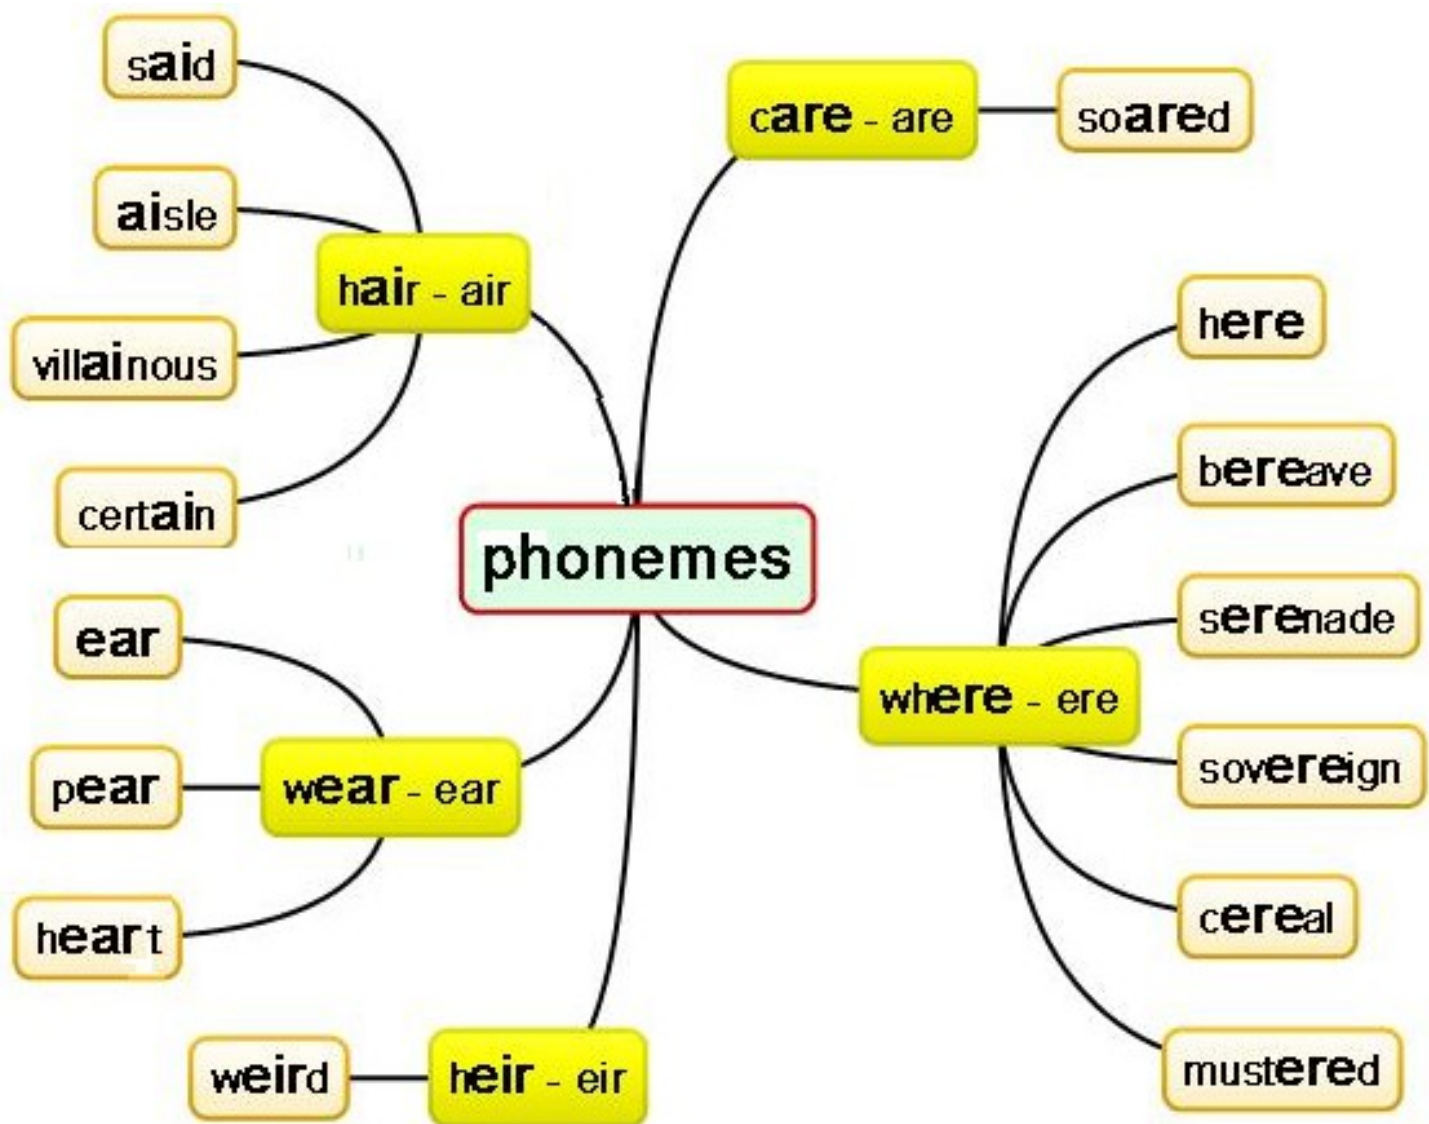 said
care - are
soared
aisle
hair - air
villainous
here
bereave
certain
phonemes
ear
serenade
where - ere
wear - ear
pear
sovereign
heart
cereal
weird
heir - eir
mustered